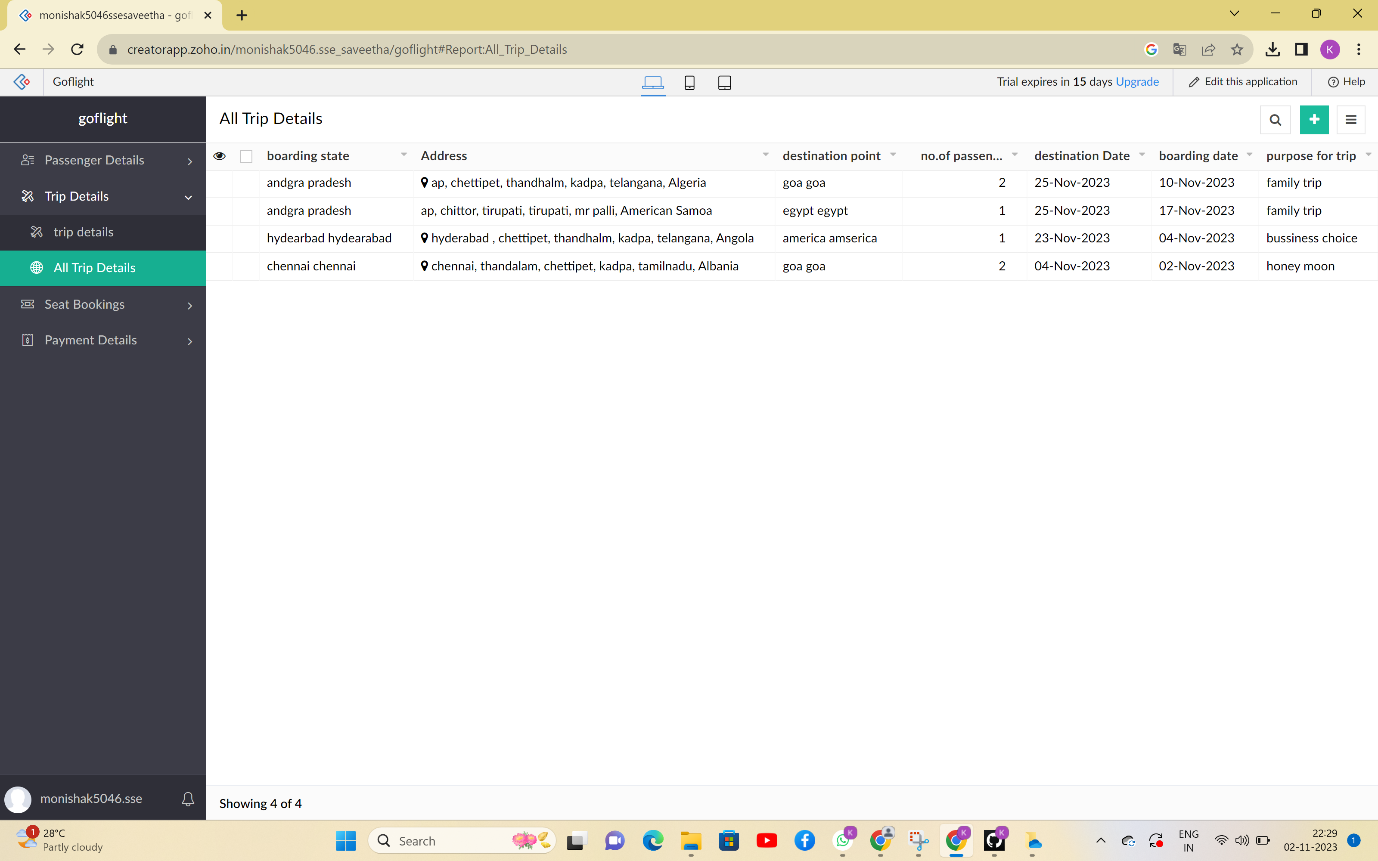 monishak5046ssesaveetha - gofl
creatorapp.zoho.in/monishak5046.sse_saveetha/goflight#Report:All_Trip_Details
K
Goflight
Trial expires in 15 days Upgrade
Edit this application
Help
goflight
Passenger Details
Trip Details
trip details
All Trip Details
Seat Bookings
Payment Details
monishak5046.sse
All Trip Details
boarding state Address destination point no.of passen... destination Date boarding date purpose for trip
andgra pradesh ap, chettipet, thandhalm, kadpa, telangana, Algeria goa goa 2 25-Nov-2023 10-Nov-2023 family trip
andgra pradesh ap, chittor, tirupati, tirupati, mr palli, American Samoa egypt egypt 1 25-Nov-2023 17-Nov-2023 family trip
hydearbad hydearabad hyderabad , chettipet, thandhalm, kadpa, telangana, Angola america amserica 1 23-Nov-2023 04-Nov-2023 bussiness choice
chennai chennai chennai, thandalam, chettipet, kadpa, tamilnadu, Albania goa goa 2 04-Nov-2023 02-Nov-2023 honey moon
Showing 4 of 4
1
28°C
Partly cloudy
Search
K
K
K
ENG
IN
22:29
02-11-2023
1